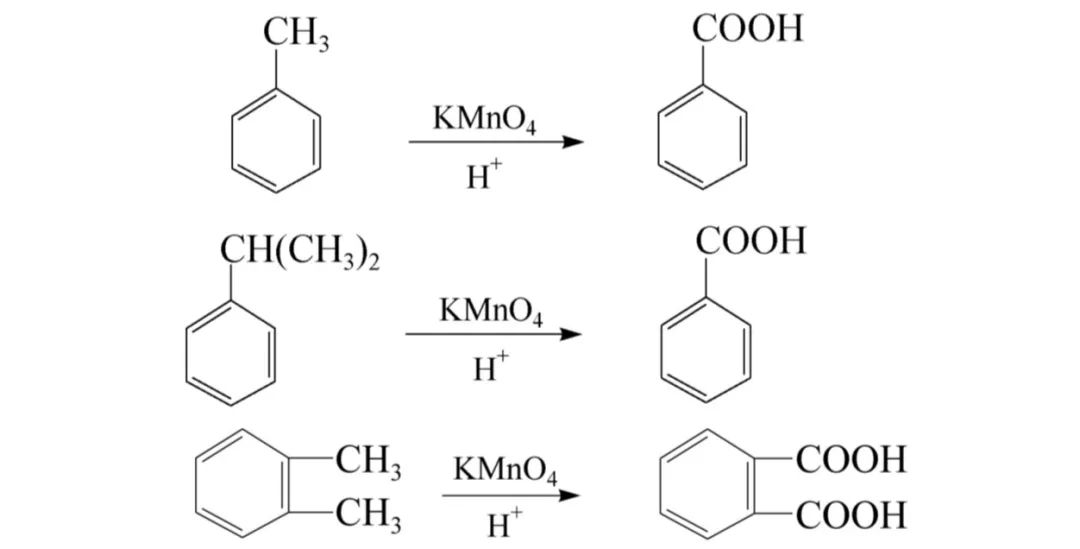 CH₃ COOH
KMnO₄
H⁺
CH(CH₃)₂ COOH
KMnO₄
H⁺
CH₃ KMnO₄ COOH
CH₃ H⁺ COOH